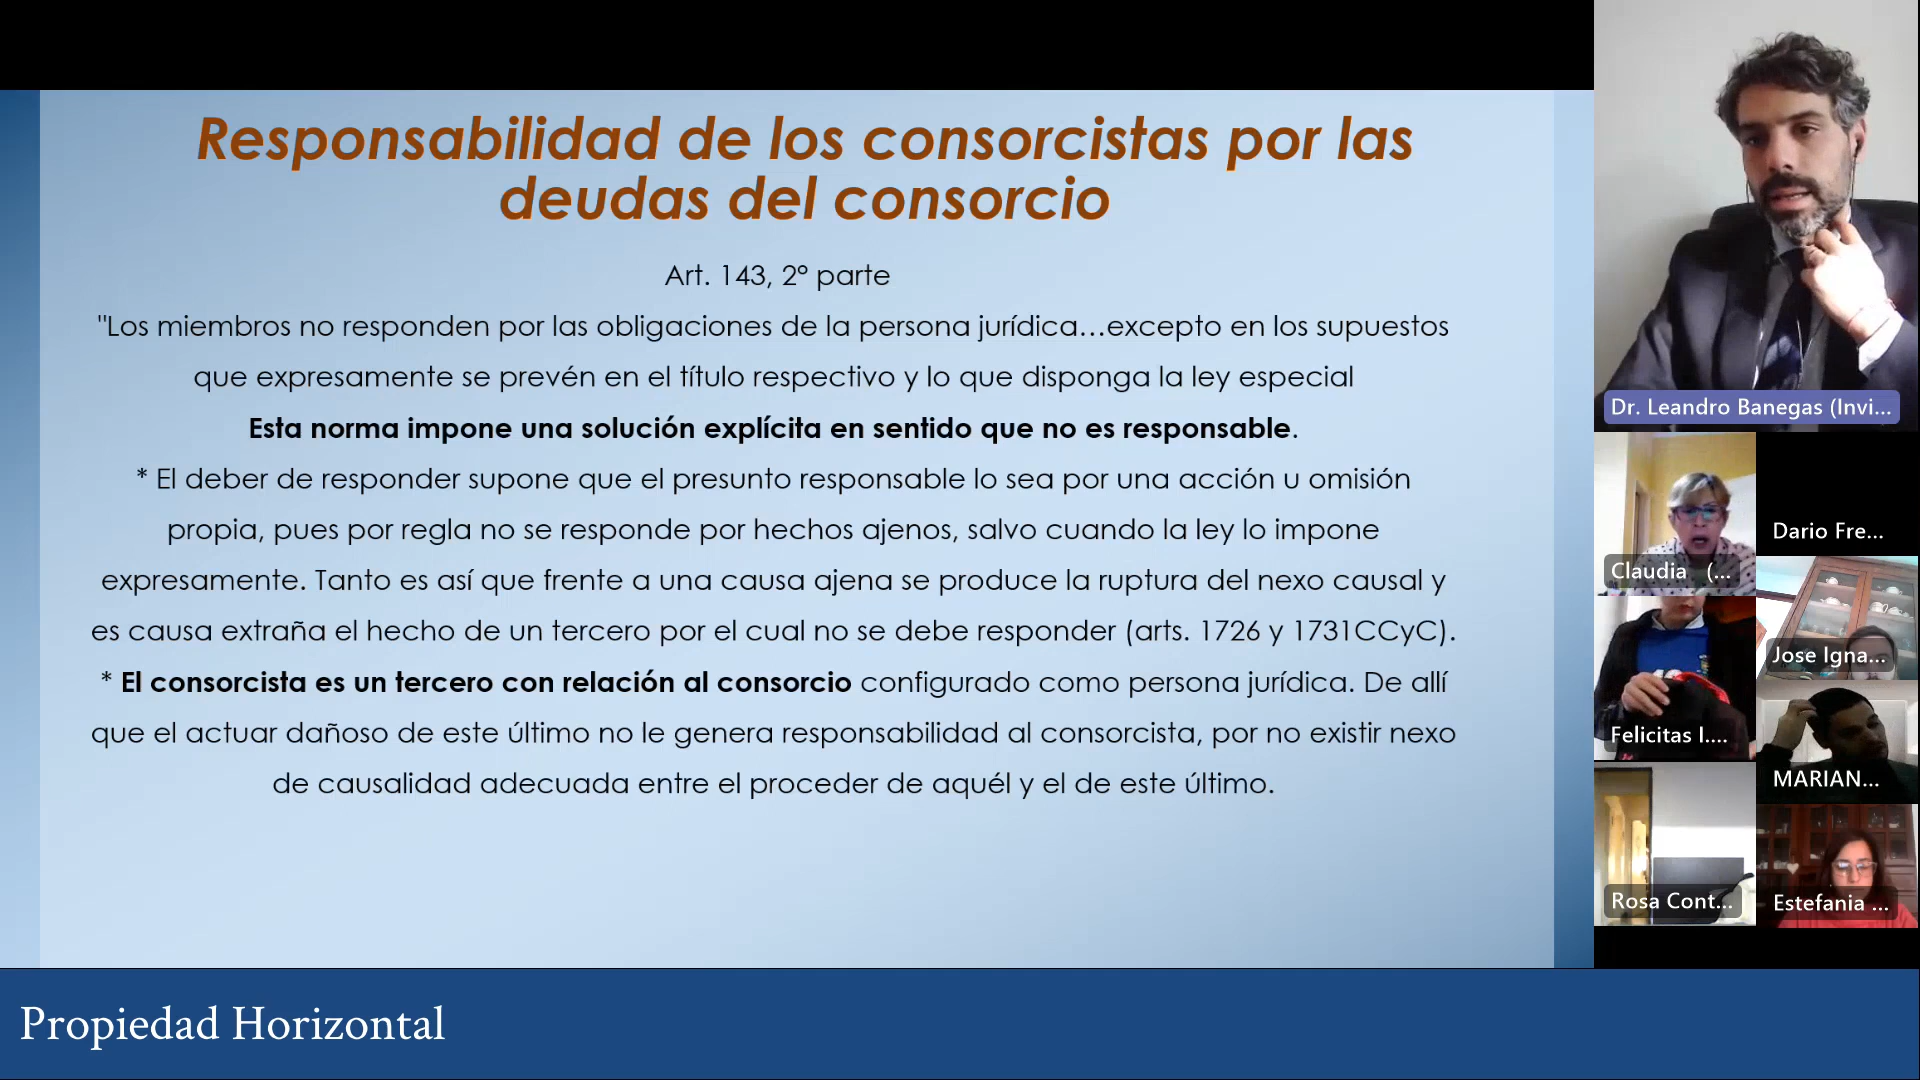 Responsabilidad de los consorcistas por las
deudas del consorcio
Art. 143, 2° parte
"Los miembros no responden por las obligaciones de la persona jurídica…excepto en los supuestos
que expresamente se prevén en el título respectivo y lo que disponga la ley especial
Esta norma impone una solución explícita en sentido que no es responsable.
* El deber de responder supone que el presunto responsable lo sea por una acción u omisión
propia, pues por regla no se responde por hechos ajenos, salvo cuando la ley lo impone
expresamente. Tanto es así que frente a una causa ajena se produce la ruptura del nexo causal y
es causa extraña el hecho de un tercero por el cual no se debe responder (arts. 1726 y 1731CCyC).
* El consorcista es un tercero con relación al consorcio configurado como persona jurídica. De allí
que el actuar dañoso de este último no le genera responsabilidad al consorcista, por no existir nexo
de causalidad adecuada entre el proceder de aquél y el de este último.
Dr. Leandro Banegas (Invi...
Claudia (...
Dario Fre...
Jose Igna...
Felicitas I....
MARIAN...
Rosa Cont...
Estefania ...
Propiedad Horizontal